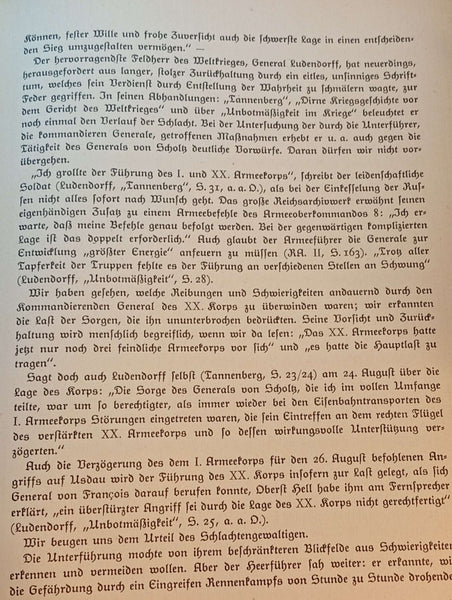 Können, fester Wille und frohe Zuversicht auch die schwerste Lage in einen entscheiden-
den Sieg umzugestalten vermögen.“ —
Der hervorragendste Feldherr des Weltkrieges, General Ludendorff, hat neuerdings,
herausgefordert aus langer, stolzer Zurückhaltung durch ein eitles, unsinniges Schrift-
tum, welches sein Verdienst durch Entstellung der Wahrheit zu schmälern wagte, zur
Feder gegriffen. In seinen Abhandlungen: „Tannenberg“, „Dirne Kriegsgeschichte vor
dem Gericht des Weltkrieges“ und über „Unbotmäßigkeit im Kriege“ beleuchtet er
noch einmal den Verlauf der Schlacht. Bei der Untersuchung der durch die Unterführer,
die kommandieren Generale, getroffenen Maßnahmen erhebt er u. a. auch gegen die
Tätigkeit des Generals von Scholtz deutliche Vorwürfe. Daran dürfen wir nicht vor-
übergehen.
„Ich grollte der Führung des I. und XX. Armeekorps“, schreibt der leidenschaftliche
Soldat (Ludendorff, „Tannenberg“, S. 31, a. a. O.), als bei der Einkesselung der Rus-
sen nicht alles sofort nach Wunsch geht. Das große Reichsarchivwerk erwähnt seinen
eigenhändigen Zusatz zu einem Armeebefehle des Armeeoberkommandos 8: „Ich er-
warte, daß meine Befehle genau befolgt werden. Bei der gegenwärtigen komplizierten
Lage ist das doppelt erforderlich.“ Auch glaubt der Armeeführer die Generale zur
Entwicklung „größter Energie“ anfeuern zu müssen (RA. II, S. 163). „Trotz aller
Tapferkeit der Truppen fehlte es der Führung an verschiedenen Stellen an Schwung“
(Ludendorff, „Unbotmäßigkeit“, S. 28).
Wir haben gesehen, welche Reibungen und Schwierigkeiten andauernd durch den
Kommandierenden General des XX. Korps zu überwinden waren; wir erkannten
die Last der Sorgen, die ihn ununterbrochen bedrückten. Seine Vorsicht und Zurück-
haltung wird menschlich begreiflich, wenn wir da lesen: „Das XX. Armeekorps hatte
jetzt nur noch drei feindliche Armeekorps vor sich“ und „es hatte die Hauptlast zu
tragen“.
Sagt doch auch Ludendorff selbst (Tannenberg, S. 23/24) am 24. August über die
Lage des Korps: „Die Sorge des Generals von Scholtz, die ich im vollen Umfange
teilte, war um so berechtigter, als immer wieder bei den Eisenbahntransporten des
I. Armeekorps Störungen eingetreten waren, die sein Eintreffen an dem rechten Flügel
des verstärkten XX. Armeekorps und so dessen wirkungsvolle Unterstützung ver-
zögerten.“
Auch die Verzögerung des dem I. Armeekorps für den 26. August befohlenen An-
griffs auf Usdau wird der Führung des XX. Korps insofern zur Last gelegt, als sich
General von François darauf berufen konnte, Oberst Hell habe ihm am Fernsprecher
erklärt, „ein überstürzter Angriff sei durch die Lage des XX. Korps nicht gerechtfertigt“
(Ludendorff, „Unbotmäßigkeit“, S. 25, a. a. O.).
Wir beugen uns dem Urteil des Schlachtengewaltigen.
Die Unterführung mochte von ihrem beschränkteren Blickfelde aus Schwierigkeiten
erkennen und vermeiden wollen. Aber der Heerführer sah weiter: er erkannte, wie
die Gefährdung durch ein Eingreifen Rennenkampfs von Stunde zu Stunde drohende